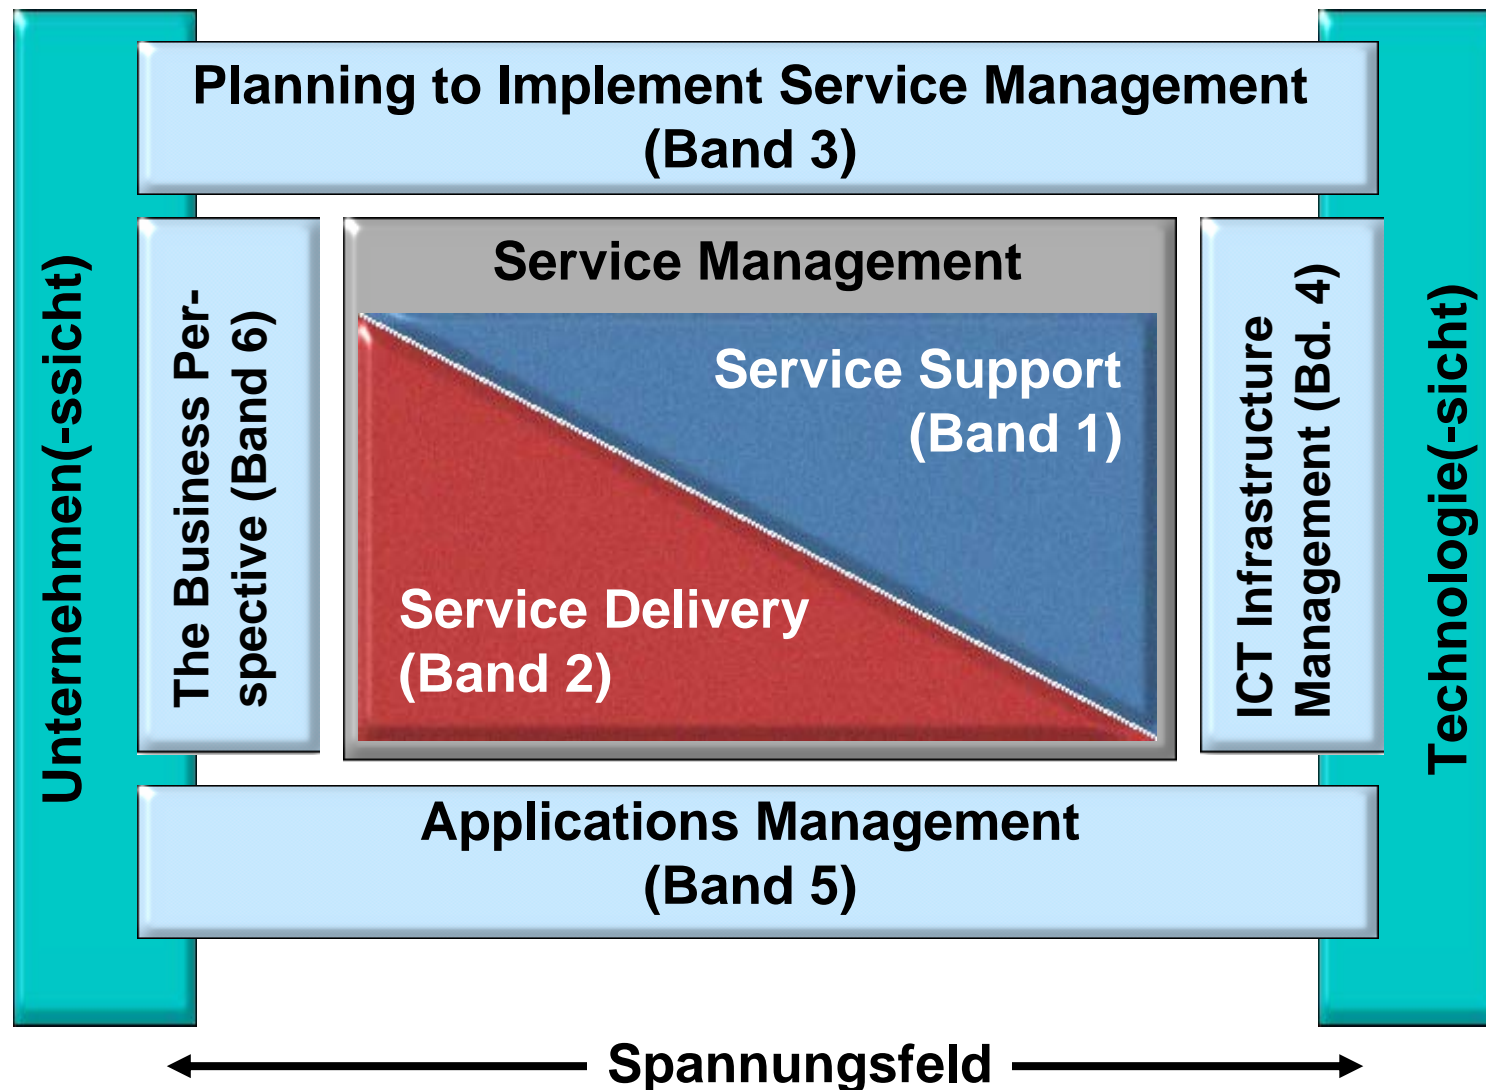 Planning to Implement Service Management
(Band 3)
Unternehmen(-ssicht)
The Business Per-
spective (Band 6)
Service Management
Service Support
(Band 1)
Service Delivery
(Band 2)
ICT Infrastructure
Management (Bd. 4)
Technologie(-sicht)
Applications Management
(Band 5)
Spannungsfeld